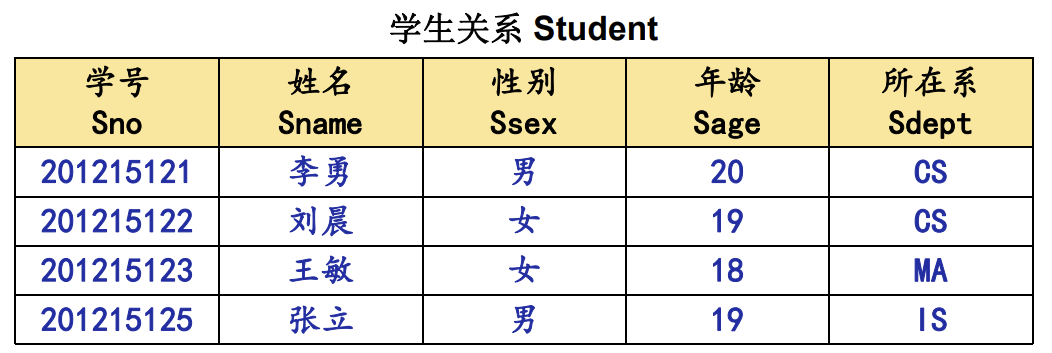 学生关系 Student
学号 姓名 性别 年龄 所在系
Sno Sname Ssex Sage Sdept
201215121 李勇 男 20 CS
201215122 刘晨 女 19 CS
201215123 王敏 女 18 MA
201215125 张立 男 19 IS